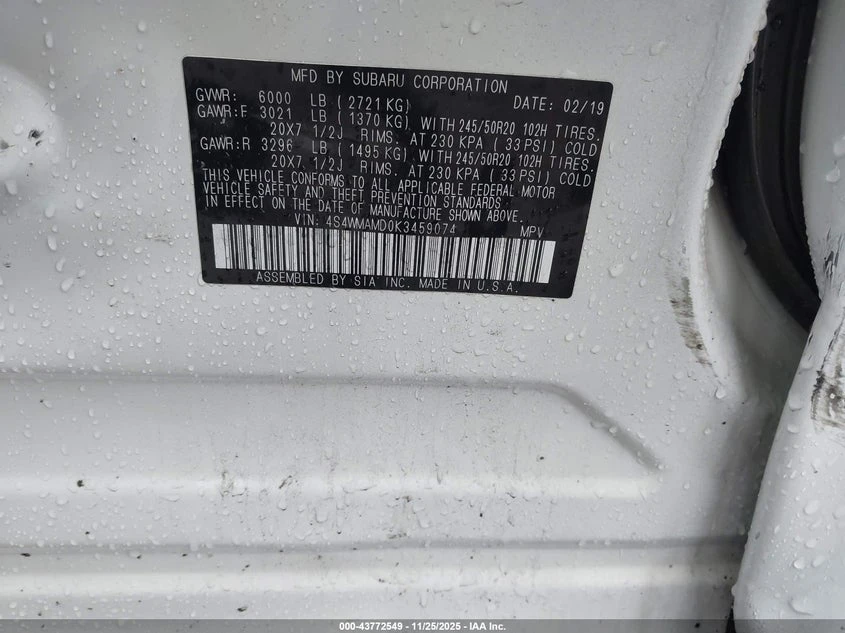 MFD BY SUBARU CORPORATION
GVWR: 6000 LB ( 2721 KG) DATE: 02/19
GAWR:F 3021 LB ( 1370 KG) WITH 245/50R20 102H TIRES.
20X7 1/2J RIMS. AT 230 KPA ( 33 PSI) COLD
GAWR:R 3296 LB ( 1495 KG) WITH 245/50R20 102H TIRES.
20X7 1/2J RIMS. AT 230 KPA ( 33 PSI) COLD
THIS VEHICLE CONFORMS TO ALL APPLICABLE FEDERAL MOTOR
VEHICLE SAFETY AND THEFT PREVENTION STANDARDS
IN EFFECT ON THE DATE OF MANUFACTURE SHOWN ABOVE.
VIN: 4S4WMAMD0K3459074 MPV
ASSEMBLED BY SIA INC. MADE IN U.S.A.
000-43772549 - 11/25/2025 - IAA Inc.